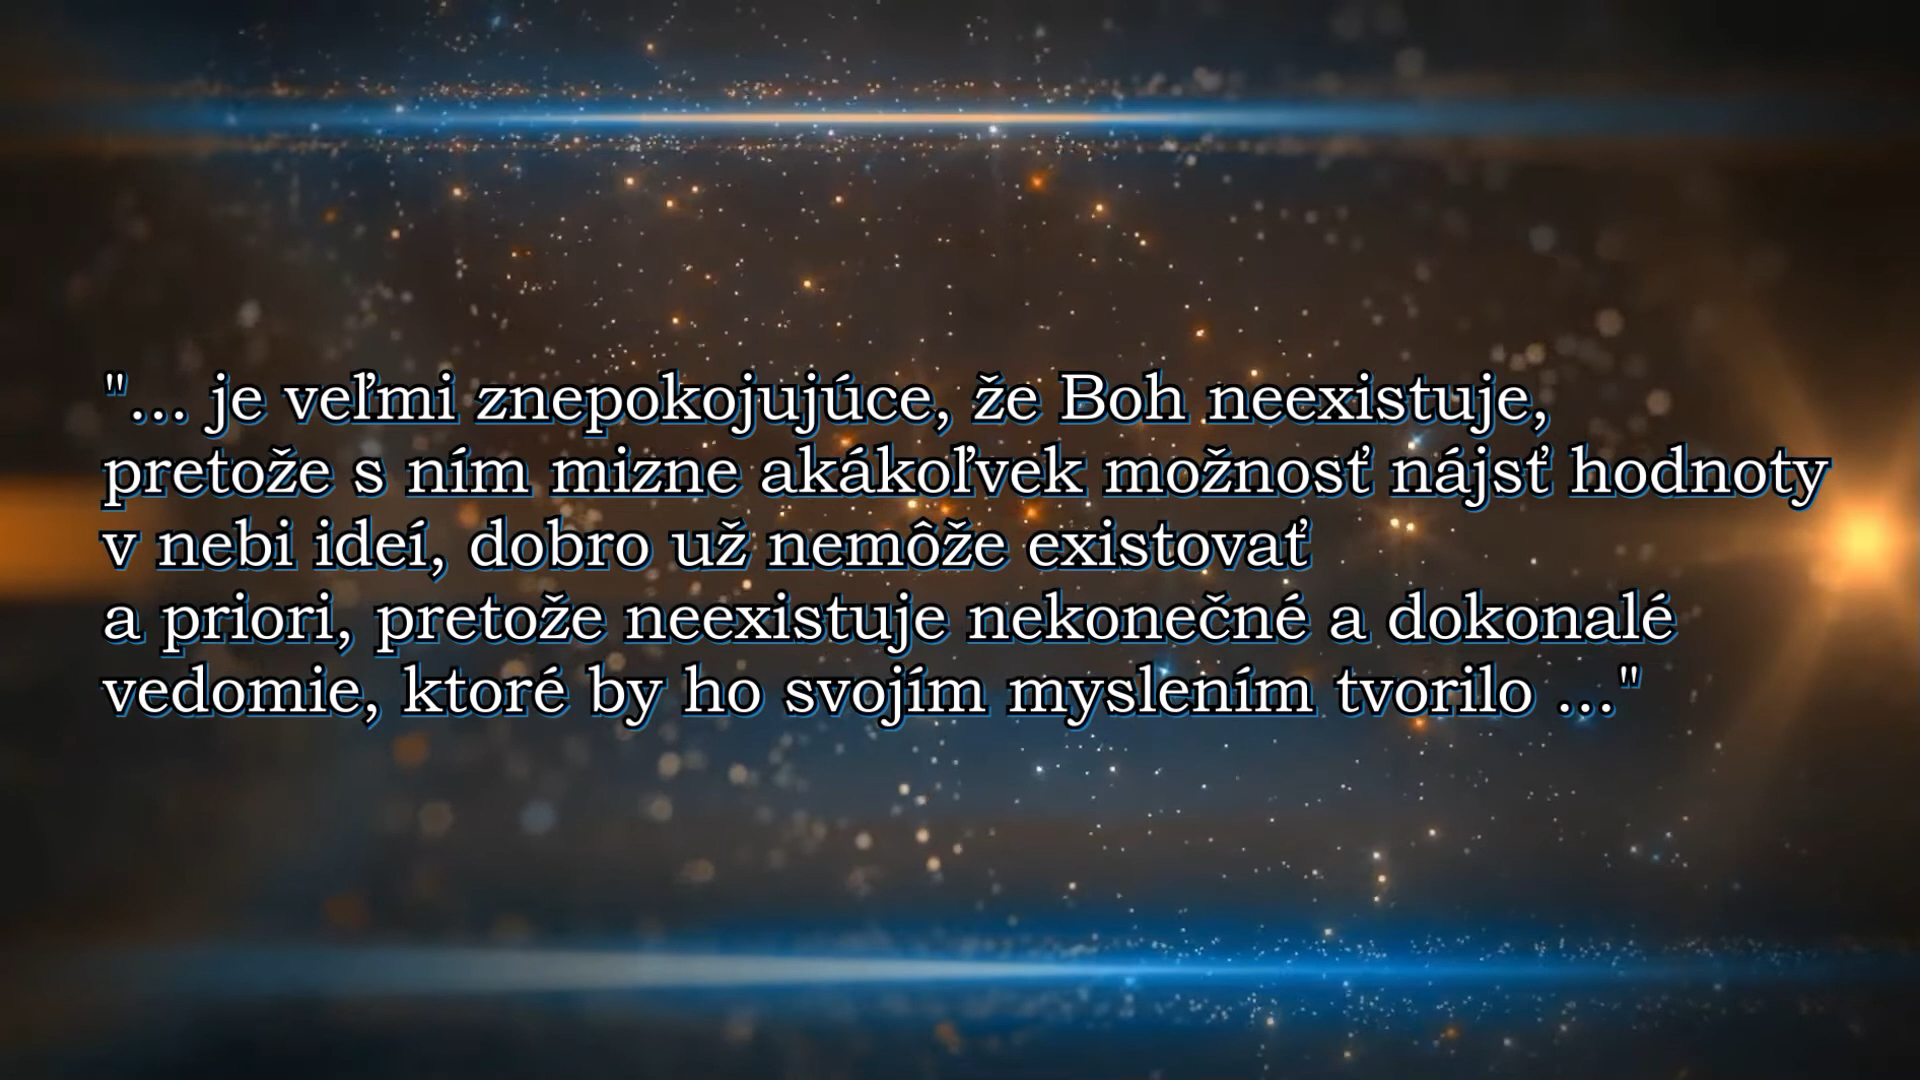 "... je veľmi znepokojujúce, že Boh neexistuje,
pretože s ním mizne akákoľvek možnosť nájsť hodnoty
v nebi ideí, dobro už nemôže existovať
a priori, pretože neexistuje nekonečné a dokonalé
vedomie, ktoré by ho svojím myslením tvorilo ..."